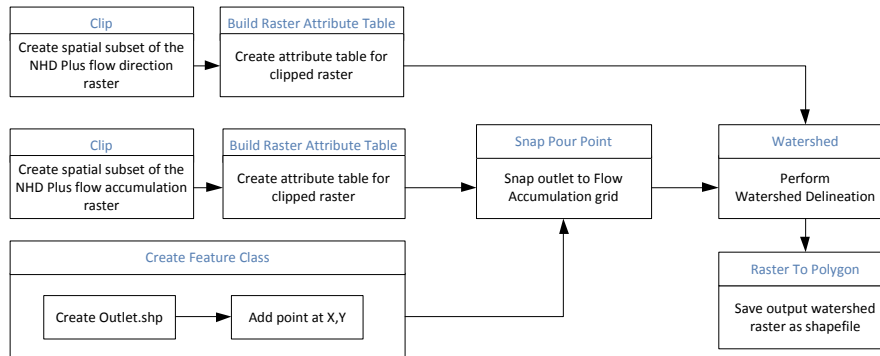 Clip
Create spatial subset of the
NHD Plus flow direction
raster
Build Raster Attribute Table
Create attribute table for
clipped raster
Clip
Create spatial subset of the
NHD Plus flow accumulation
raster
Build Raster Attribute Table
Create attribute table for
clipped raster
Snap Pour Point
Snap outlet to Flow
Accumulation grid
Watershed
Perform
Watershed Delineation
Create Feature Class
Create Outlet.shp
Add point at X,Y
Raster To Polygon
Save output watershed
raster as shapefile